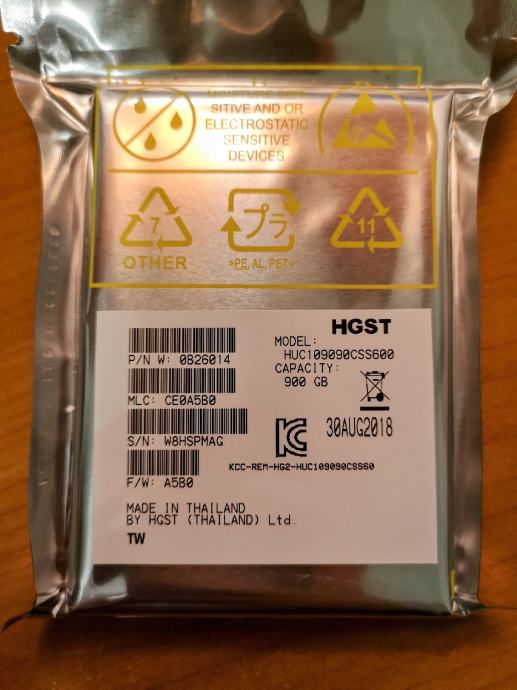 SITIVE AND OR
ELECTROSTATIC
SENSITIVE
DEVICES
7
OTHER
プラ
>PE, AL, PET<
11
HGST
MODEL:
HUC109090CSS600
CAPACITY:
900 GB
P/N W: 0B26014
MLC: CE0A5B0
S/N: W8HSPMAG
F/W: A5B0
30AUG2018
KCC-REM-HG2-HUC109090CSS60
MADE IN THAILAND
BY HGST (THAILAND) Ltd.
TW